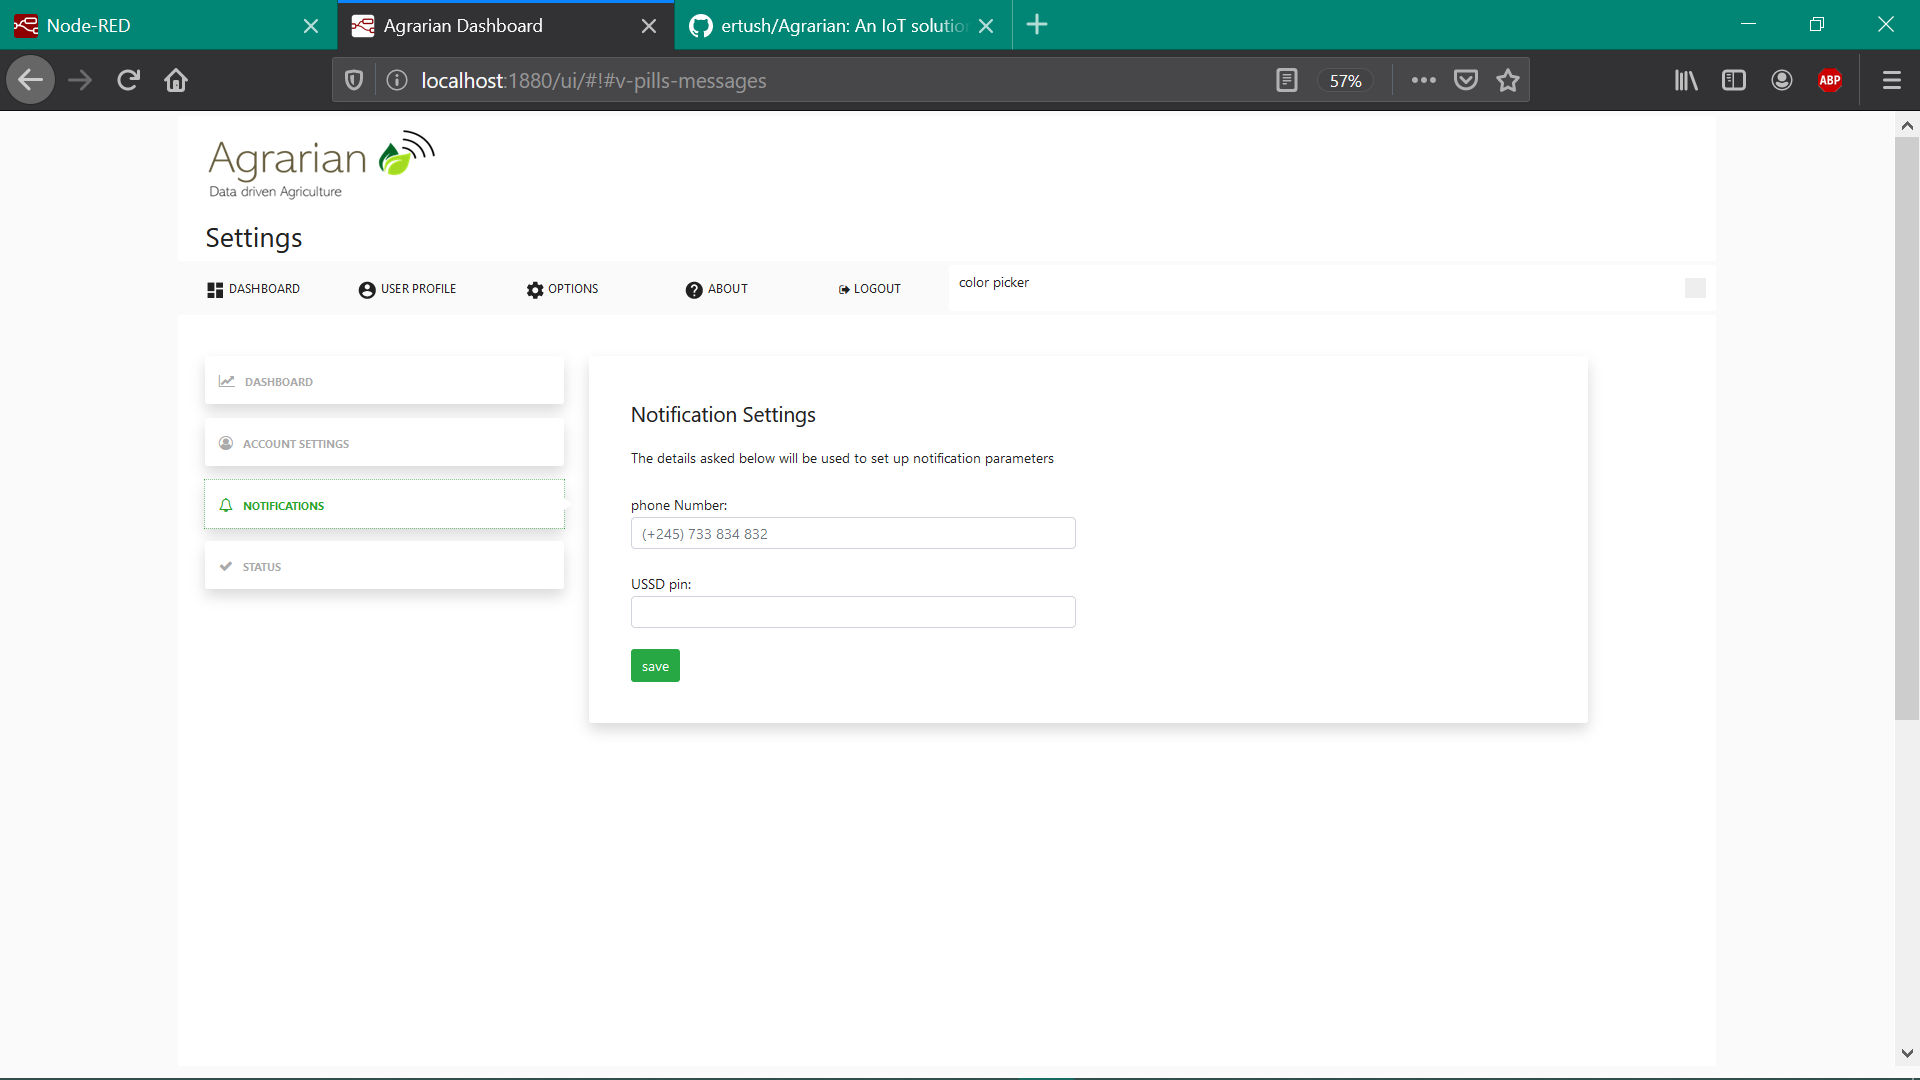 Node-RED
Agrarian Dashboard
ertush/Agrarian: An IoT solutio
localhost:1880/ui/#!#v-pills-messages
57%
ABP
Agrarian
Data driven Agriculture
Settings
DASHBOARD
USER PROFILE
OPTIONS
ABOUT
LOGOUT
color picker
DASHBOARD
ACCOUNT SETTINGS
NOTIFICATIONS
STATUS
Notification Settings
The details asked below will be used to set up notification parameters
phone Number:
(+245) 733 834 832
USSD pin:
save